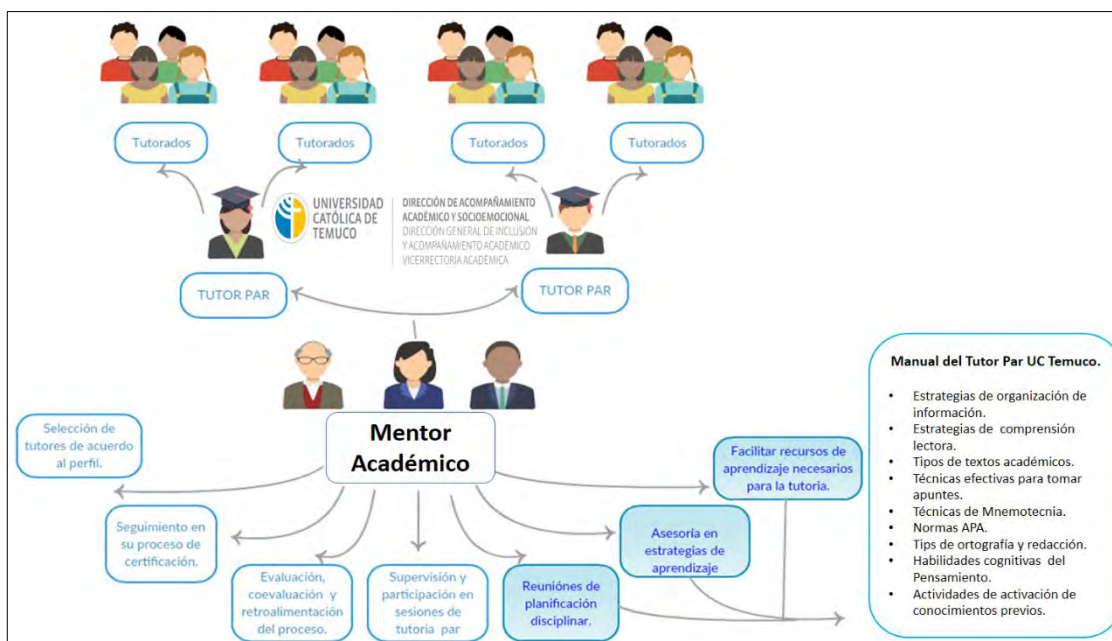 Tutorados
Tutorados
Tutorados
Tutorados
UNIVERSIDAD
CATÓLICA DE
TEMUCO
DIRECCIÓN DE ACOMPAÑAMIENTO
ACADÉMICO Y SOCIOEMOCIONAL
DIRECCIÓN GENERAL DE INCLUSIÓN
Y ACOMPAÑAMIENTO ACADÉMICO
VICERRECTORÍA ACADÉMICA
TUTOR PAR
TUTOR PAR
Mentor
Académico
Selección de
tutores de acuerdo
al perfil.
Seguimiento en
su proceso de
certificación.
Evaluación,
coevaluación y
retroalimentación
del proceso.
Supervisión y
participación en
sesiones de
tutoria par
Reuniónes de
planificación
disciplinar.
Asesoría en
estrategias de
aprendizaje
Facilitar recursos de
aprendizaje necesarios
para la tutoria.
Manual del Tutor Par UC Temuco.
• Estrategias de organización de
información.
• Estrategias de comprensión
lectora.
• Tipos de textos académicos.
• Técnicas efectivas para tomar
apuntes.
• Técnicas de Mnemotecnia.
• Normas APA.
• Tips de ortografía y redacción.
• Habilidades cognitivas del
Pensamiento.
• Actividades de activación de
conocimientos previos.